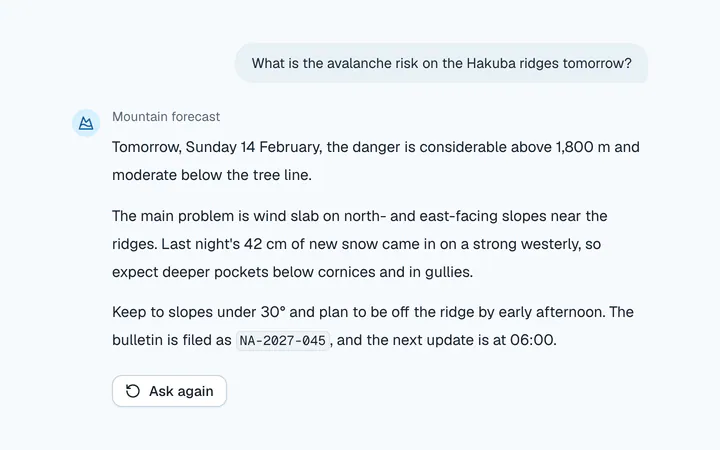 What is the avalanche risk on the Hakuba ridges tomorrow?
Mountain forecast
Tomorrow, Sunday 14 February, the danger is considerable above 1,800 m and
moderate below the tree line.
The main problem is wind slab on north- and east-facing slopes near the
ridges. Last night's 42 cm of new snow came in on a strong westerly, so
expect deeper pockets below cornices and in gullies.
Keep to slopes under 30° and plan to be off the ridge by early afternoon. The
bulletin is filed as NA-2027-045, and the next update is at 06:00.
Ask again